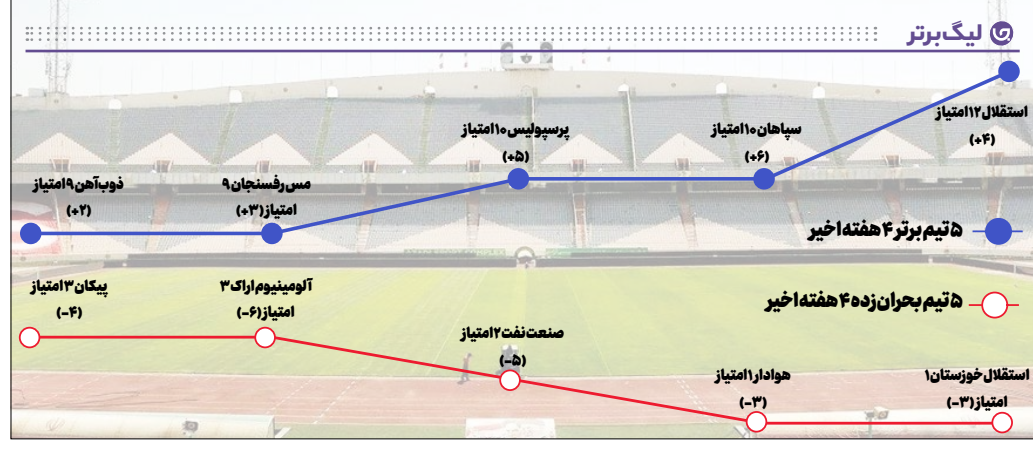 لیگ‌برتر
استقلال ۱۲ امتیاز
(+۴)
سپاهان ۱۰ امتیاز
(+۶)
پرسپولیس ۱۰ امتیاز
(+۵)
مس رفسنجان ۹
امتیاز (+۳)
ذوب‌آهن ۹ امتیاز
(+۲)
۵ تیم برتر ۴ هفته اخیر
۵ تیم بحران‌زده ۴ هفته اخیر
پیکان ۳ امتیاز
(-۴)
آلومینیوم اراک ۳
امتیاز (-۶)
صنعت نفت ۲ امتیاز
(-۵)
هوادار ۱ امتیاز
(-۳)
استقلال خوزستان ۱
امتیاز (-۳)